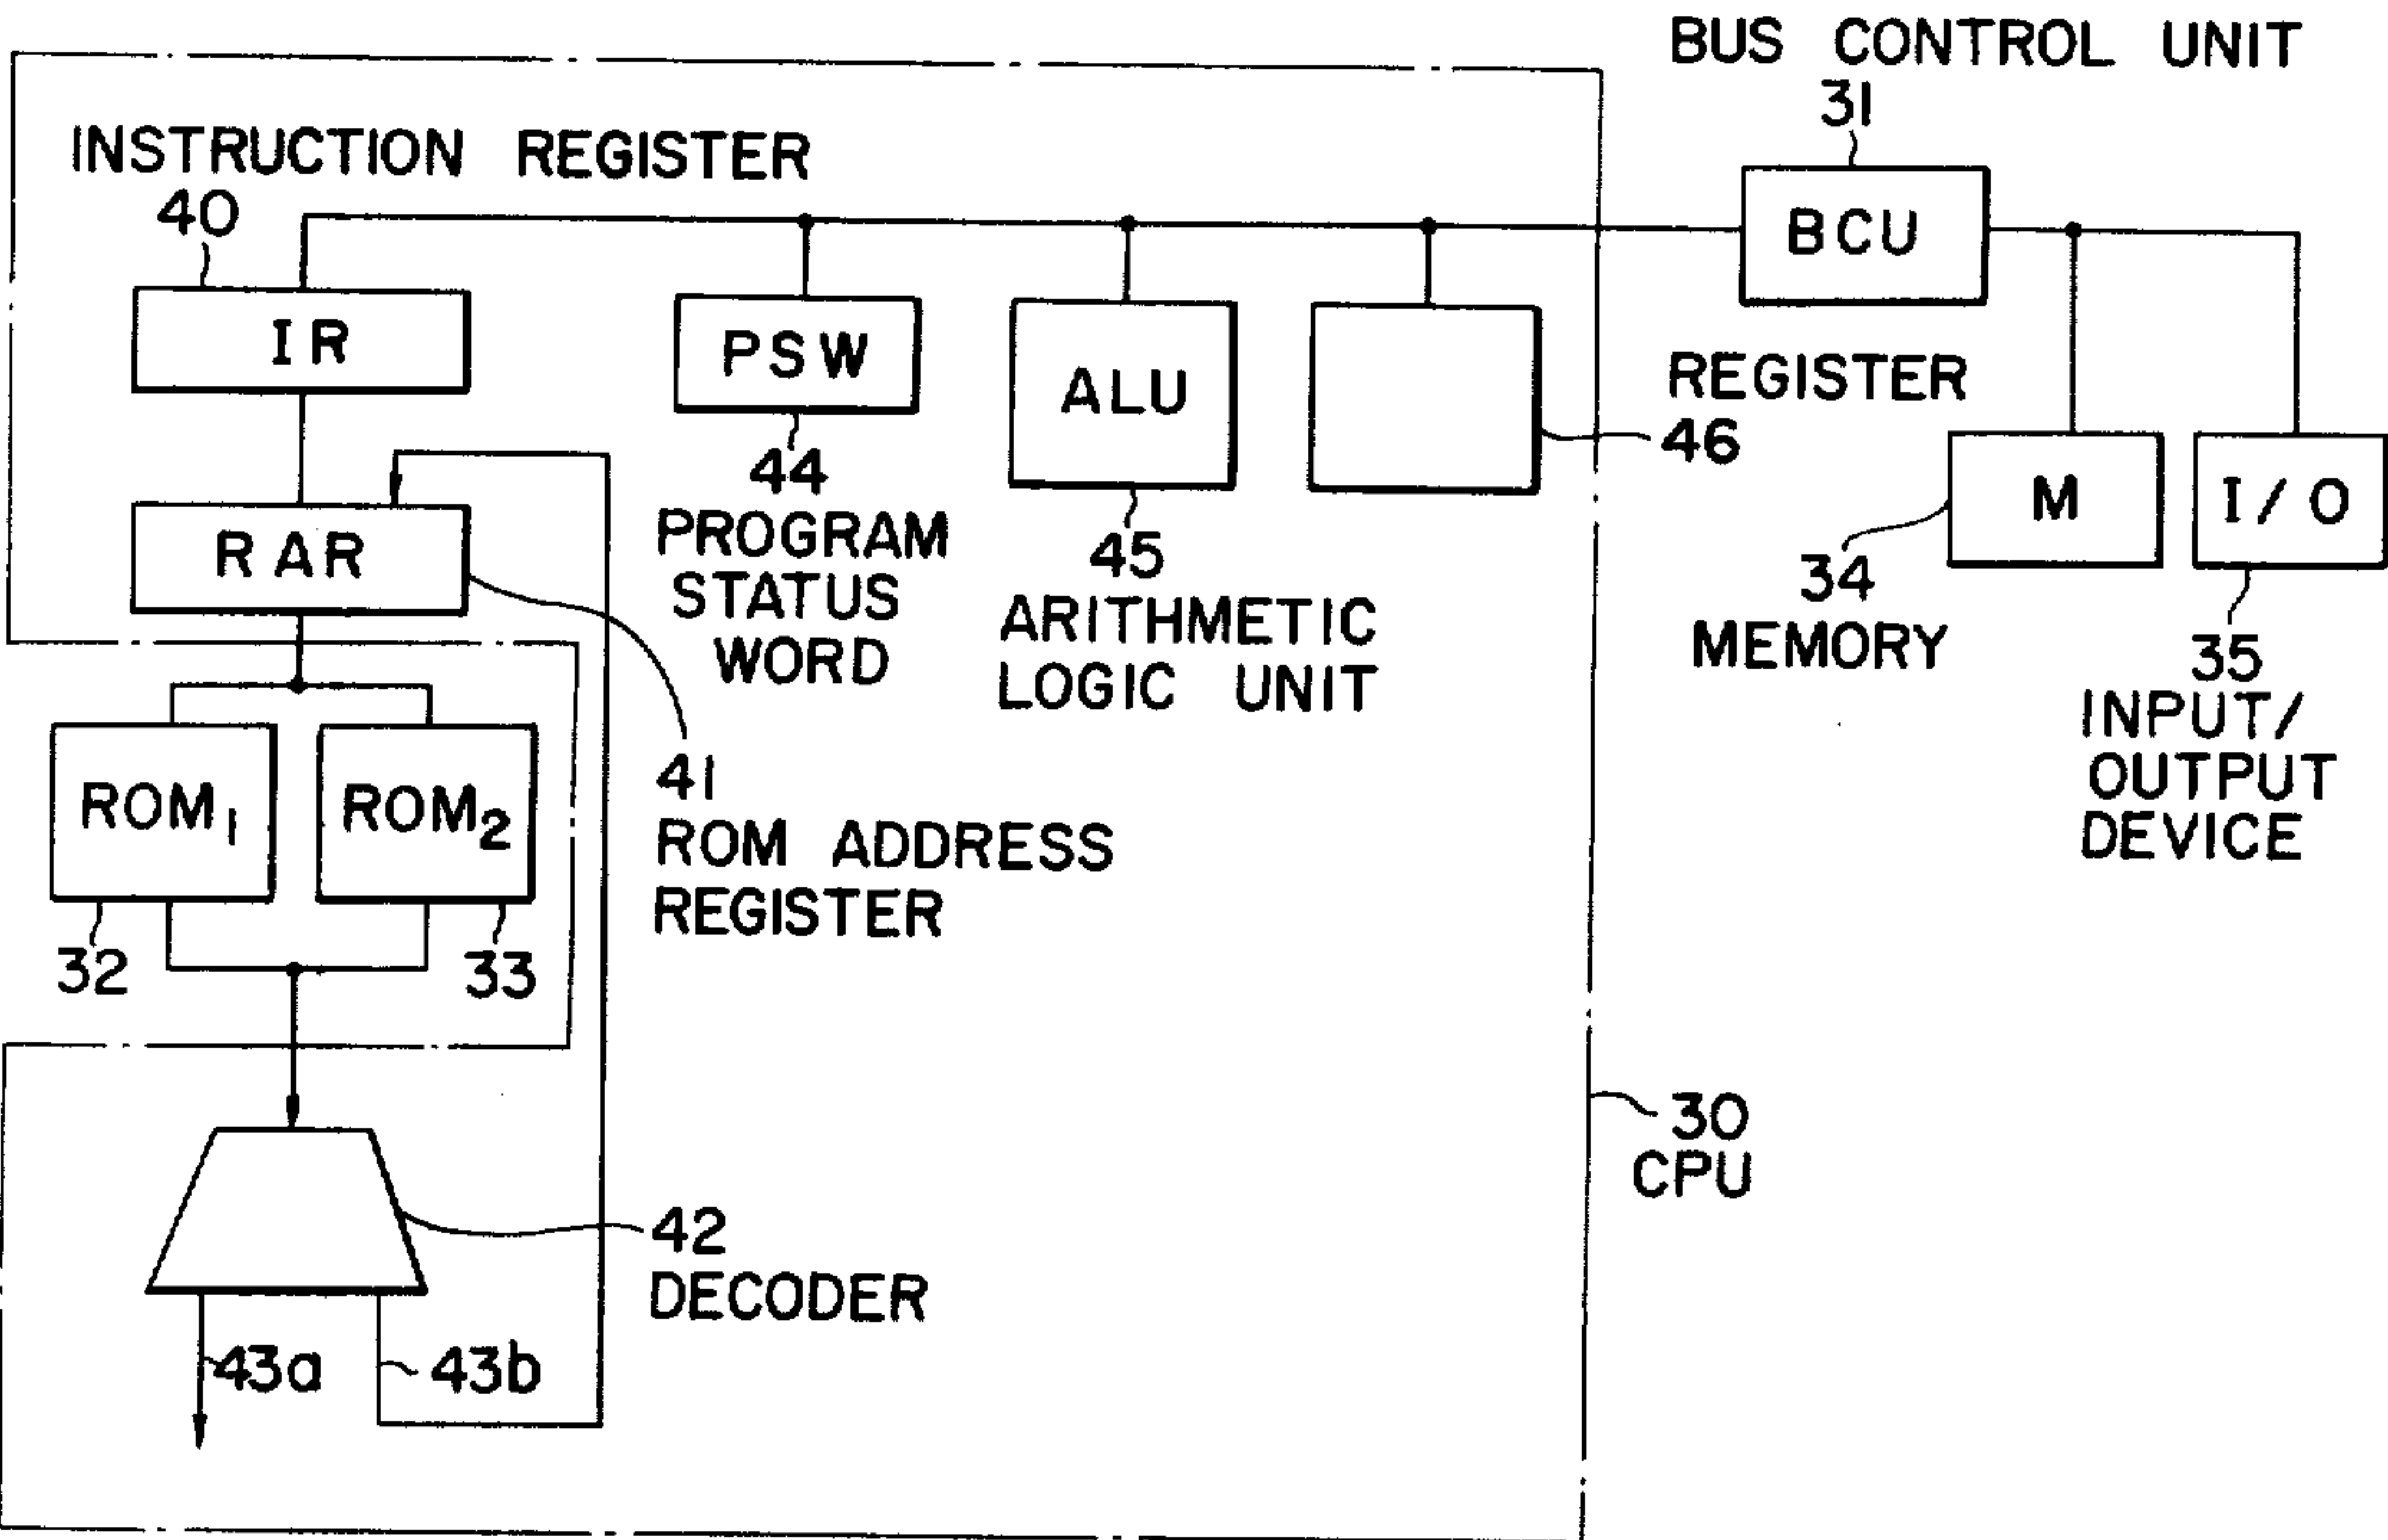 BUS CONTROL UNIT
31
INSTRUCTION REGISTER
40
BCU
IR
PSW
ALU
REGISTER
46
44
PROGRAM
STATUS
WORD
45
ARITHMETIC
LOGIC UNIT
M
I/O
34
MEMORY
35
INPUT/
OUTPUT
DEVICE
RAR
41
ROM ADDRESS
REGISTER
ROM1
ROM2
32
33
30
CPU
42
DECODER
43a
43b